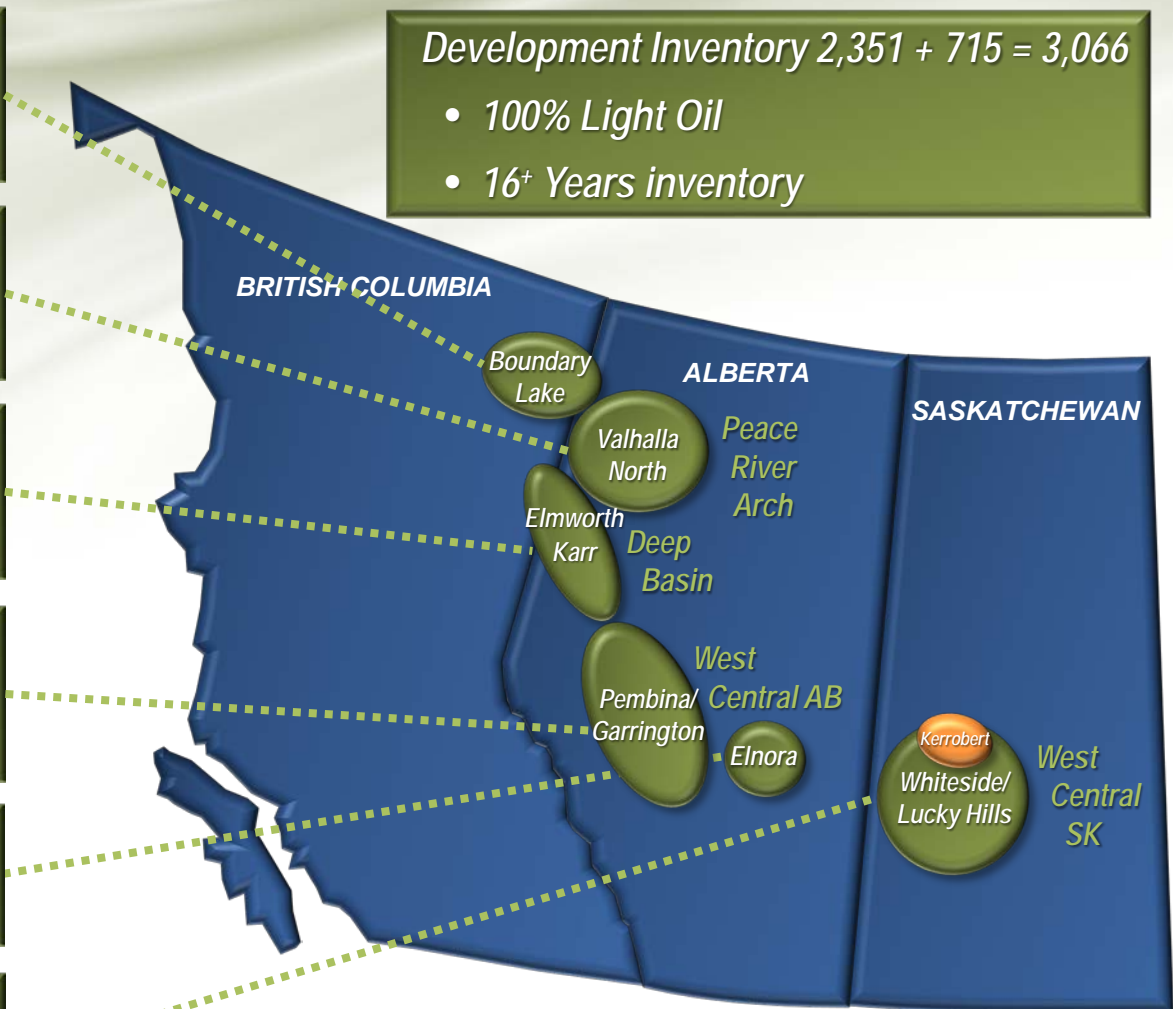 Development Inventory 2,351 + 715 = 3,066
• 100% Light Oil
• 16+ Years inventory
BRITISH COLUMBIA
ALBERTA
SASKATCHEWAN
Boundary
Lake
Valhalla
North
Peace
River
Arch
Elmworth
Karr
Deep
Basin
West
Central AB
Pembina/
Garrington
Elnora
Kerrobert
Whiteside/
Lucky Hills
West
Central
SK